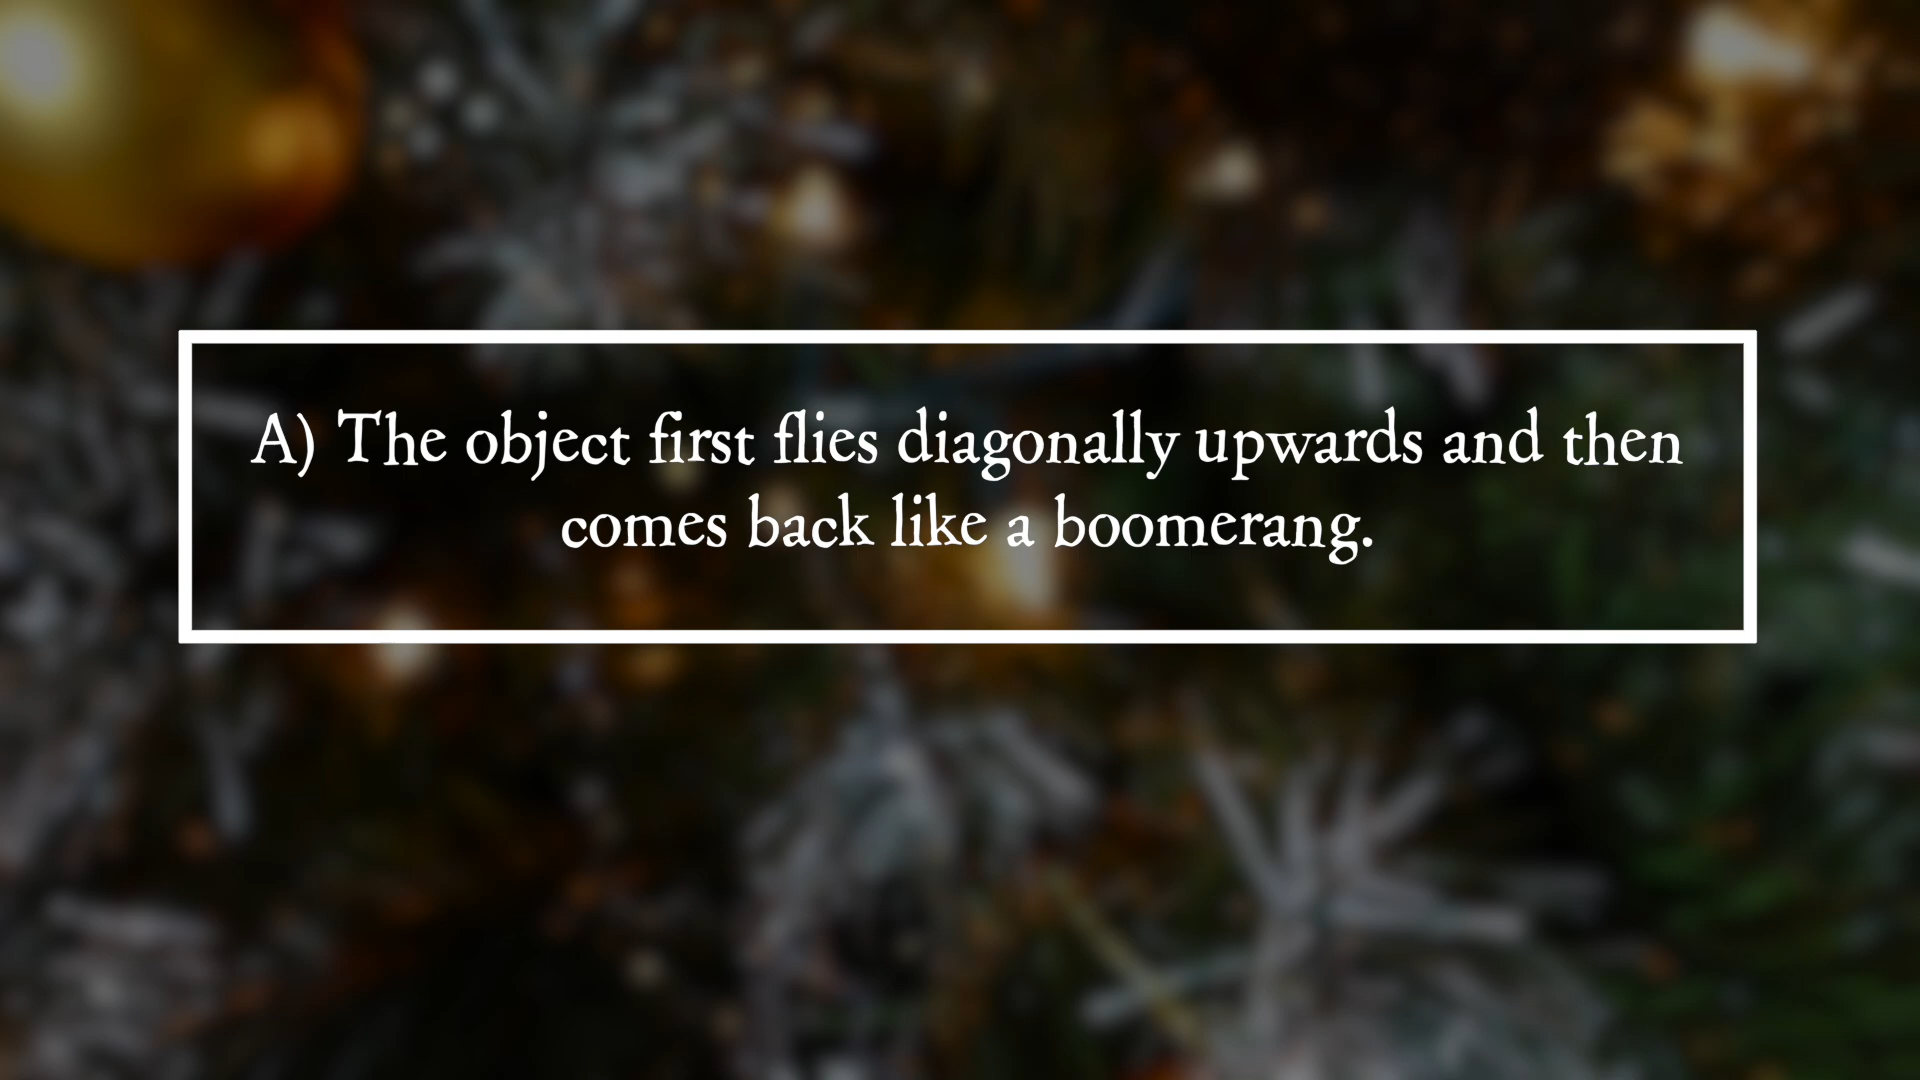 A) The object first flies diagonally upwards and then
comes back like a boomerang.